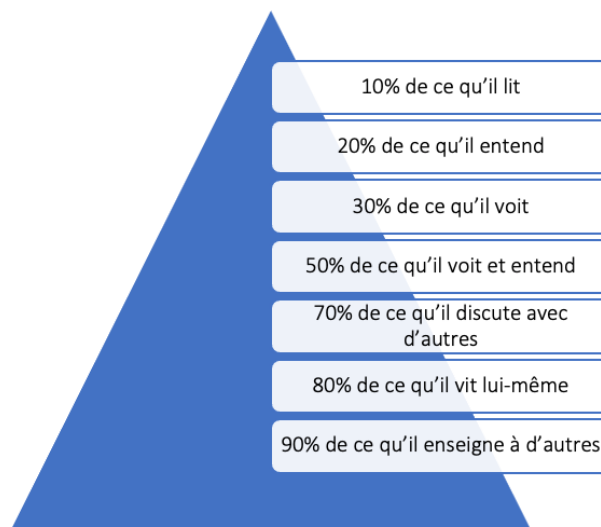 10% de ce qu’il lit
20% de ce qu’il entend
30% de ce qu’il voit
50% de ce qu’il voit et entend
70% de ce qu’il discute avec
d’autres
80% de ce qu’il vit lui-même
90% de ce qu’il enseigne à d’autres